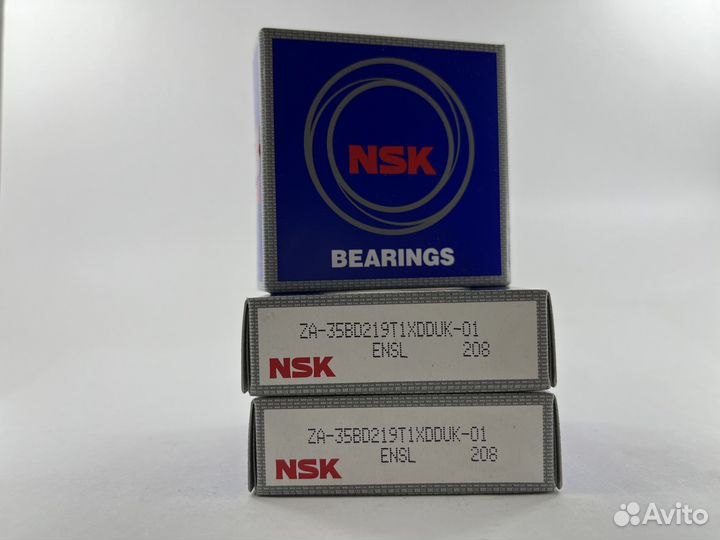 NSK
BEARINGS
ZA-35BD219T1XDDUK-01
ENSL 208
NSK
ZA-35BD219T1XDDUK-01
ENSL 208
NSK
Avito